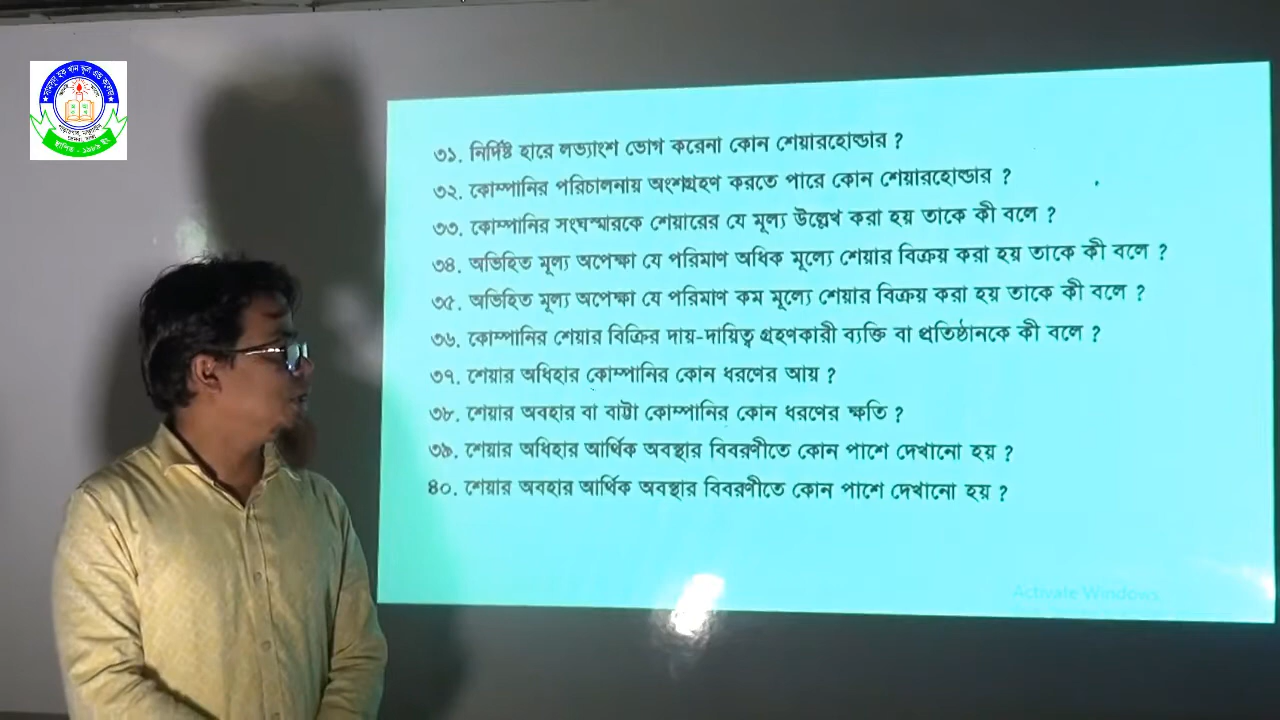 ৩১. নির্দিষ্ট হারে লভ্যাংশ ভোগ করেনা কোন শেয়ারহোল্ডার ?
৩২. কোম্পানির পরিচালনায় অংশগ্রহণ করতে পারে কোন শেয়ারহোল্ডার ?
৩৩. কোম্পানির সংঘস্মারকে শেয়ারের যে মূল্য উল্লেখ করা হয় তাকে কী বলে ?
৩৪. অভিহিত মূল্য অপেক্ষা যে পরিমাণ অধিক মূল্যে শেয়ার বিক্রয় করা হয় তাকে কী বলে ?
৩৫. অভিহিত মূল্য অপেক্ষা যে পরিমাণ কম মূল্যে শেয়ার বিক্রয় করা হয় তাকে কী বলে ?
৩৬. কোম্পানির শেয়ার বিক্রির দায়-দায়িত্ব গ্রহণকারী ব্যক্তি বা প্রতিষ্ঠানকে কী বলে ?
৩৭. শেয়ার অধিহার কোম্পানির কোন ধরণের আয় ?
৩৮. শেয়ার অবহার বা বাট্টা কোম্পানির কোন ধরণের ক্ষতি ?
৩৯. শেয়ার অধিহার আর্থিক অবস্থার বিবরণীতে কোন পাশে দেখানো হয় ?
৪০. শেয়ার অবহার আর্থিক অবস্থার বিবরণীতে কোন পাশে দেখানো হয় ?
Activate Windows
স্থাপিত - ১৯৮৯ ইং